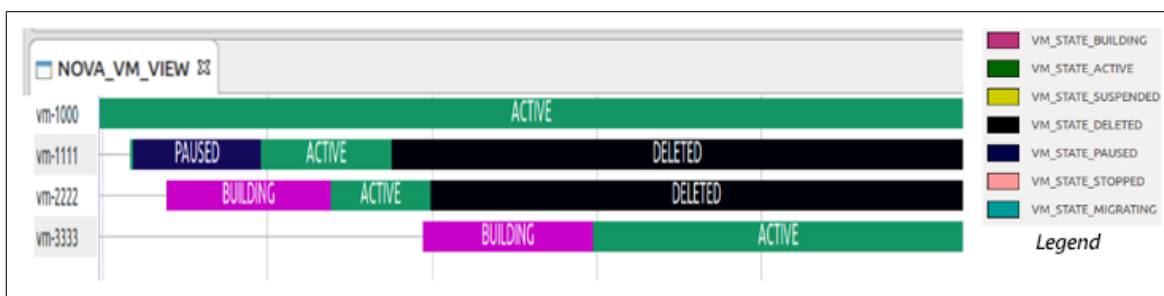 NOVA_VM_VIEW
vm-1000 ACTIVE
vm-1111 PAUSED ACTIVE DELETED
vm-2222 BUILDING ACTIVE DELETED
vm-3333 BUILDING ACTIVE
VM_STATE_BUILDING
VM_STATE_ACTIVE
VM_STATE_SUSPENDED
VM_STATE_DELETED
VM_STATE_PAUSED
VM_STATE_STOPPED
VM_STATE_MIGRATING
Legend